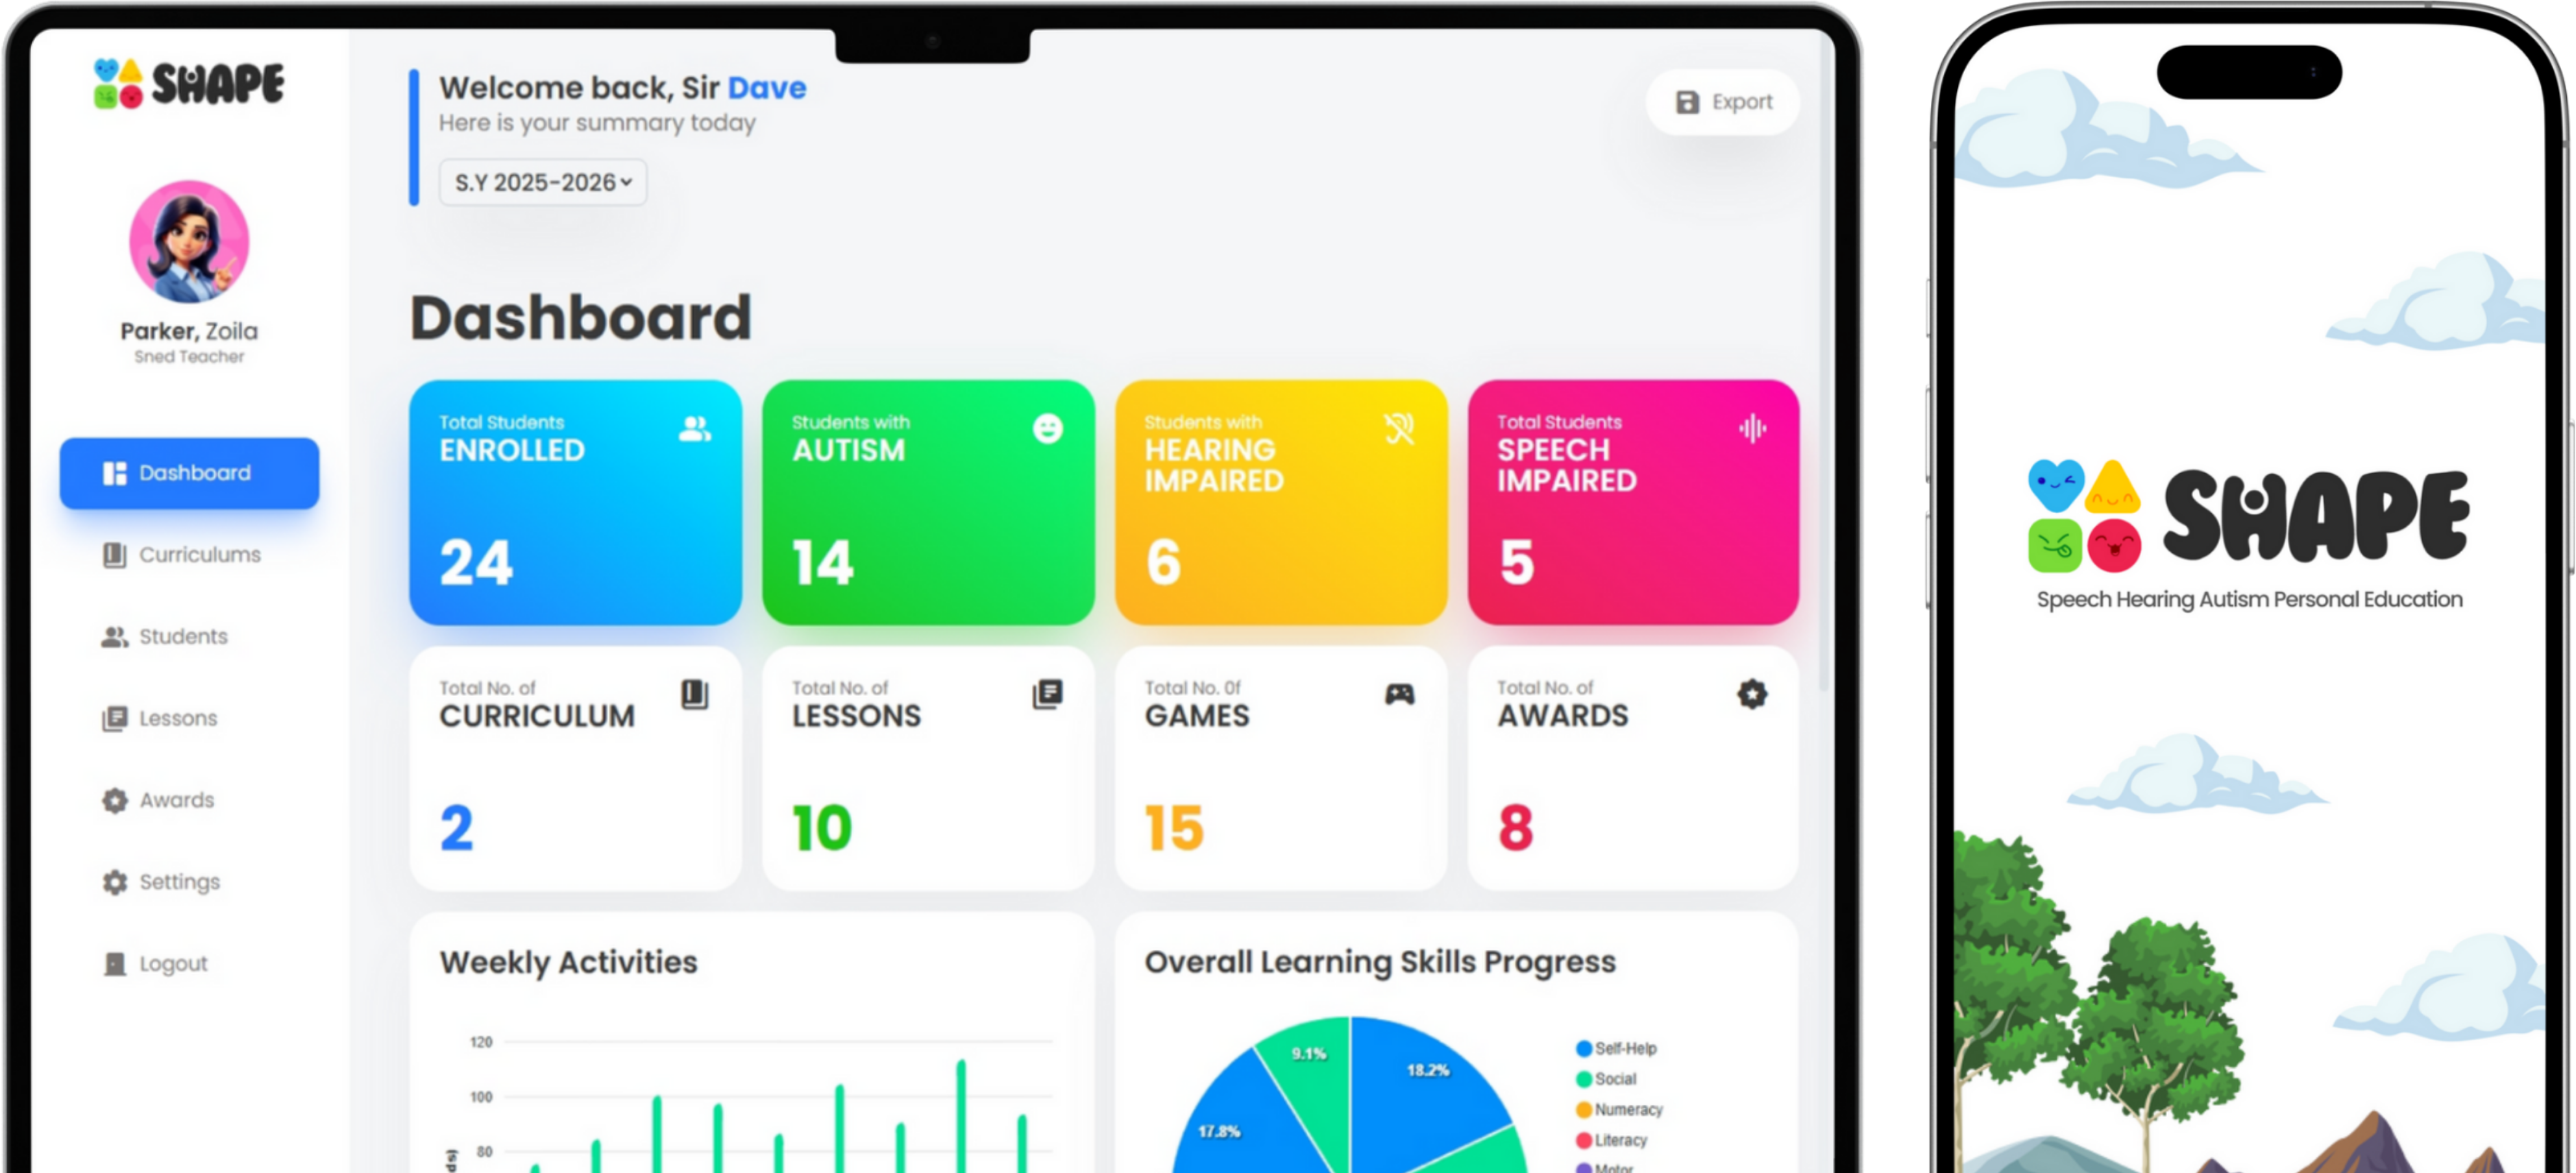 SHAPE
Parker, Zoila
Sned Teacher
Dashboard
Curriculums
Students
Lessons
Awards
Settings
Logout
Welcome back, Sir Dave
Here is your summary today
S.Y 2025-2026
Export
Dashboard
Total Students
ENROLLED
24
Students with
AUTISM
14
Students with
HEARING
IMPAIRED
6
Total Students
SPEECH
IMPAIRED
5
Total No. of
CURRICULUM
2
Total No. of
LESSONS
10
Total No. 0f
GAMES
15
Total No. of
AWARDS
8
Weekly Activities
120
100
80
Overall Learning Skills Progress
9.1%
18.2%
17.8%
Self-Help
Social
Numeracy
Literacy
Motor
SHAPE
Speech Hearing Autism Personal Education